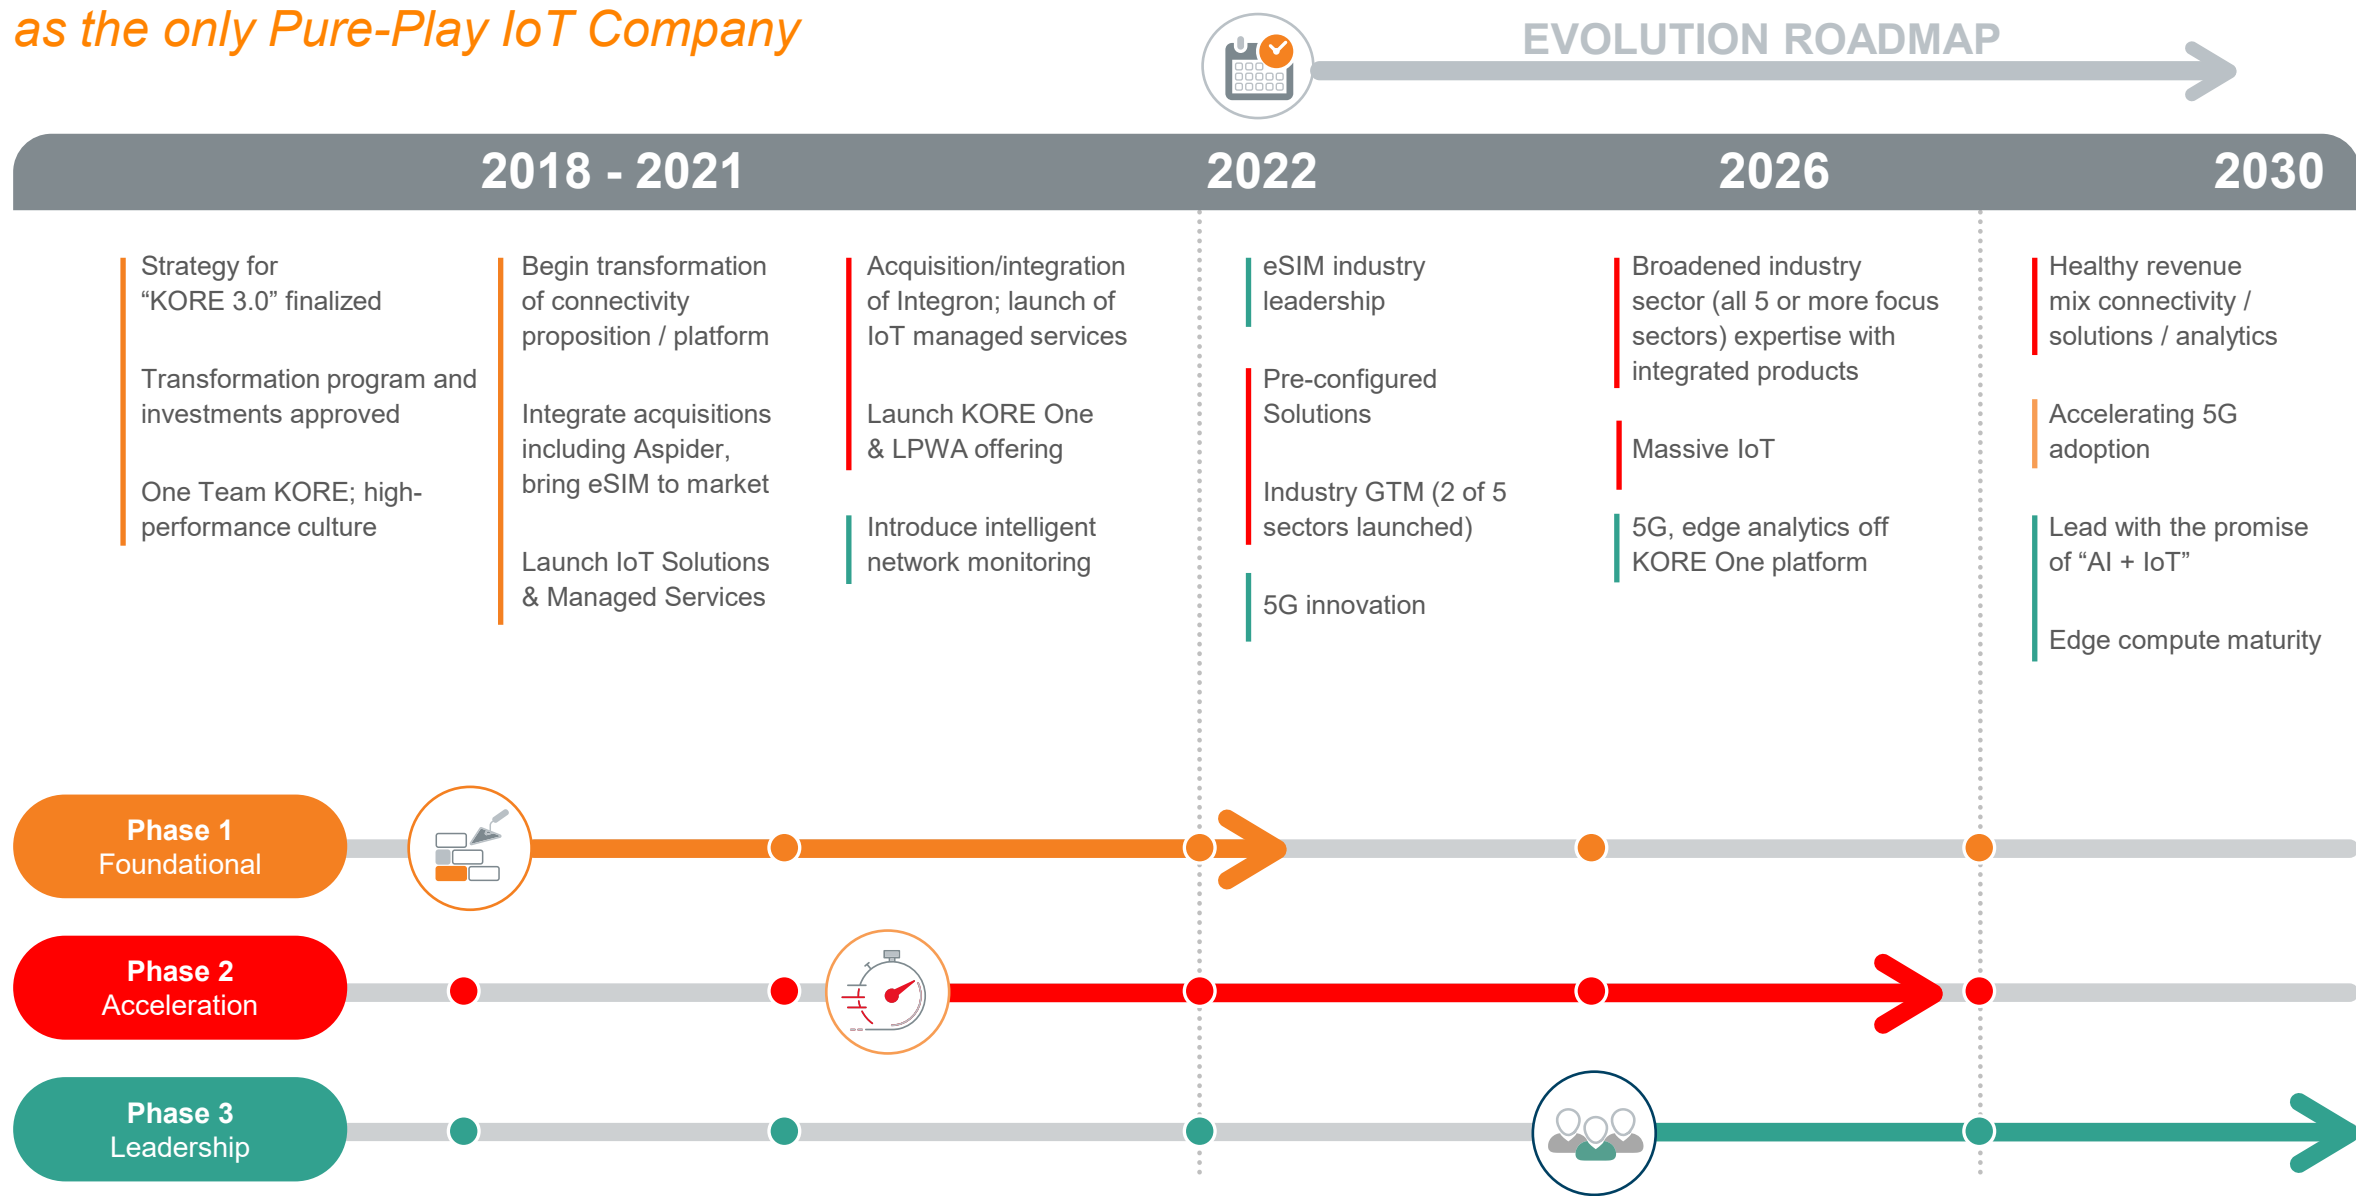 as the only Pure-Play IoT Company
EVOLUTION ROADMAP
2018 - 2021
2022
2026
2030
Strategy for
“KORE 3.0” finalized
Transformation program and
investments approved
One Team KORE; high-
performance culture
Begin transformation
of connectivity
proposition / platform
Integrate acquisitions
including Aspider,
bring eSIM to market
Launch IoT Solutions
& Managed Services
Acquisition/integration
of Integron; launch of
IoT managed services
Launch KORE One
& LPWA offering
Introduce intelligent
network monitoring
eSIM industry
leadership
Pre-configured
Solutions
Industry GTM (2 of 5
sectors launched)
5G innovation
Broadened industry
sector (all 5 or more focus
sectors) expertise with
integrated products
Massive IoT
5G, edge analytics off
KORE One platform
Healthy revenue
mix connectivity /
solutions / analytics
Accelerating 5G
adoption
Lead with the promise
of “AI + IoT”
Edge compute maturity
Phase 1
Foundational
Phase 2
Acceleration
Phase 3
Leadership